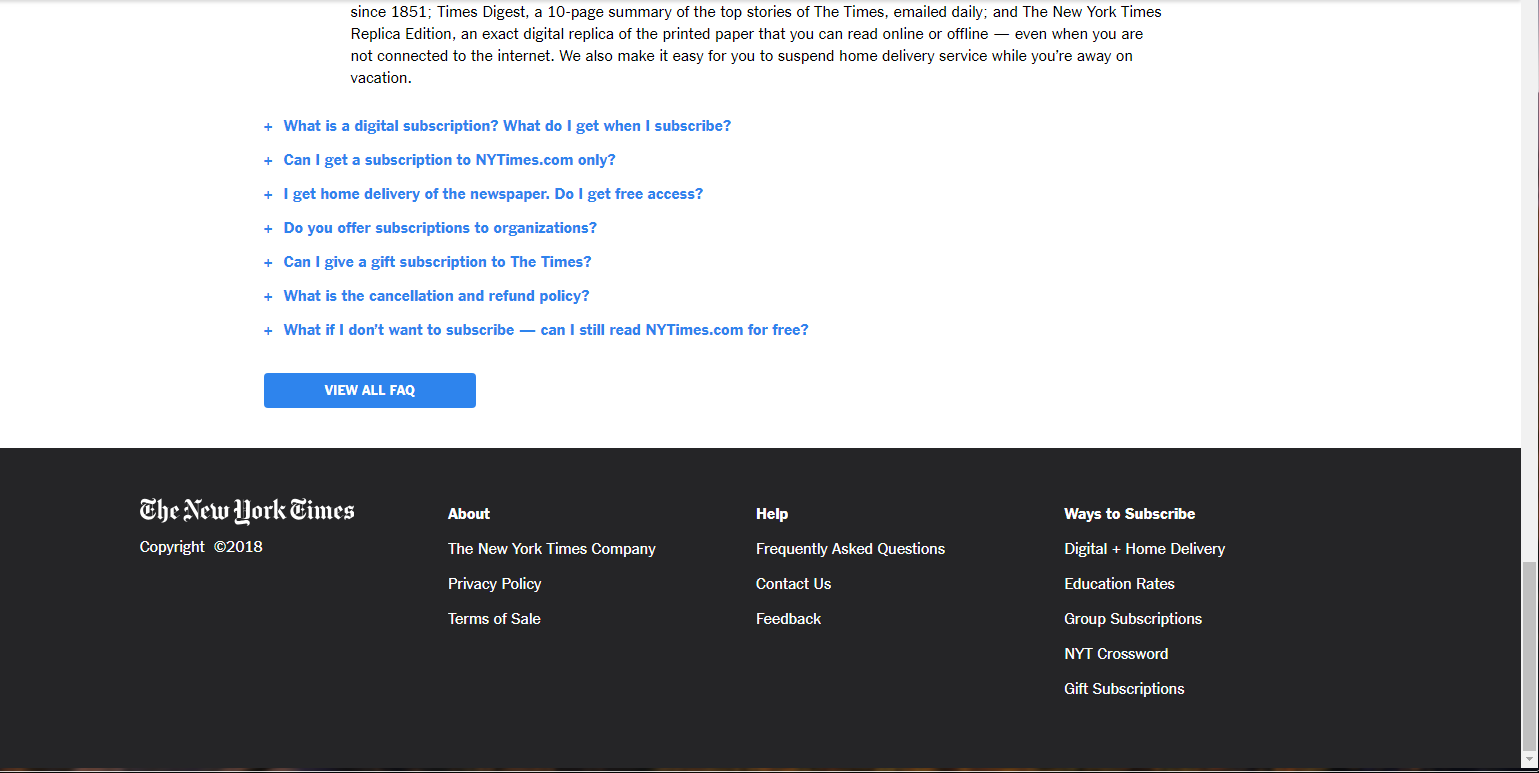 since 1851; Times Digest, a 10-page summary of the top stories of The Times, emailed daily; and The New York Times
Replica Edition, an exact digital replica of the printed paper that you can read online or offline — even when you are
not connected to the internet. We also make it easy for you to suspend home delivery service while you're away on
vacation.
+ What is a digital subscription? What do I get when I subscribe?
+ Can I get a subscription to NYTimes.com only?
+ I get home delivery of the newspaper. Do I get free access?
+ Do you offer subscriptions to organizations?
+ Can I give a gift subscription to The Times?
+ What is the cancellation and refund policy?
+ What if I don't want to subscribe — can I still read NYTimes.com for free?
VIEW ALL FAQ
The New York Times
Copyright ©2018
About
The New York Times Company
Privacy Policy
Terms of Sale
Help
Frequently Asked Questions
Contact Us
Feedback
Ways to Subscribe
Digital + Home Delivery
Education Rates
Group Subscriptions
NYT Crossword
Gift Subscriptions